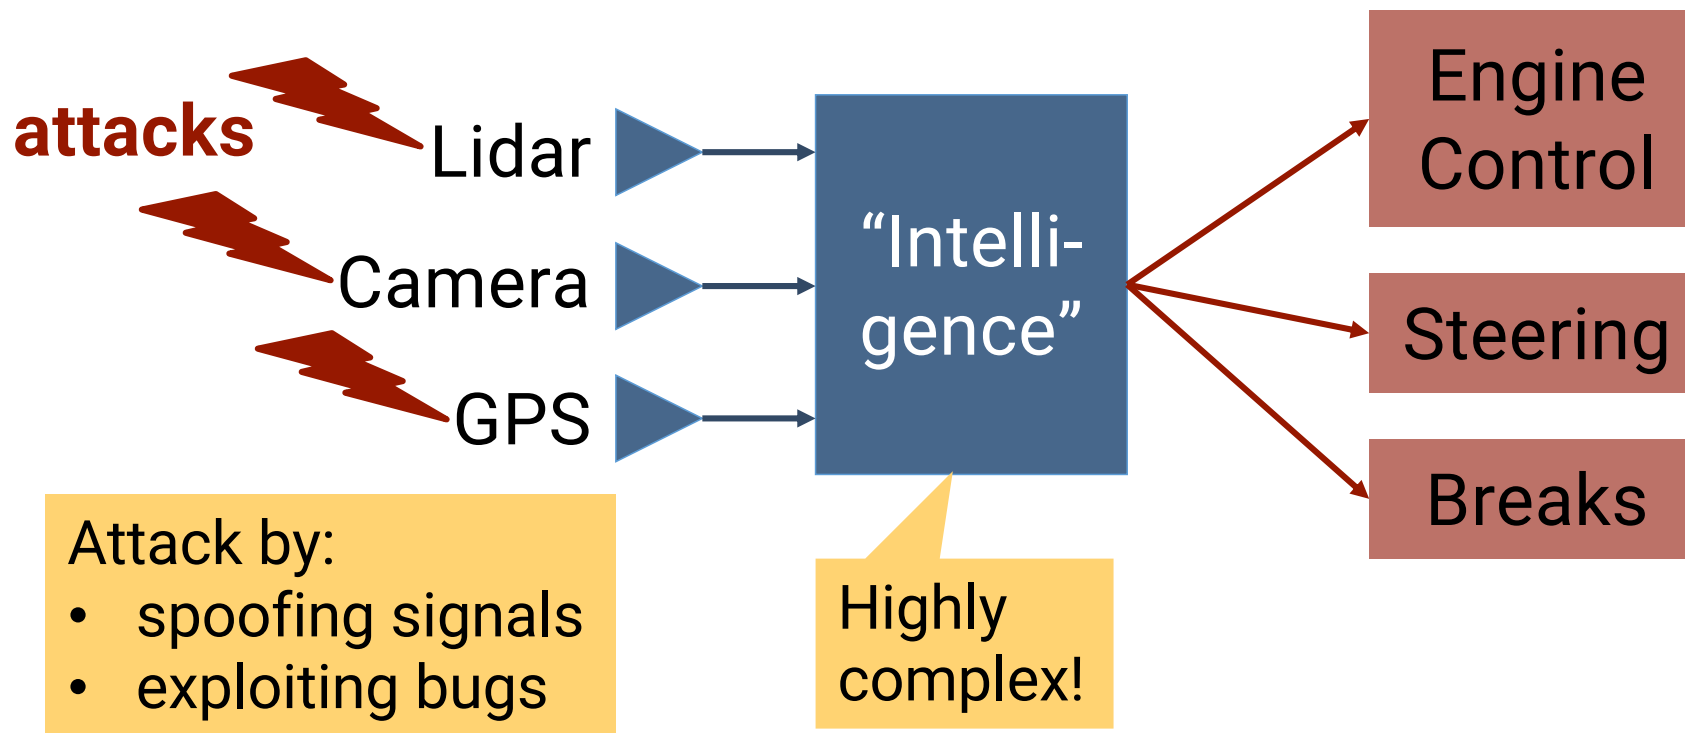 attacks
Lidar
Camera
GPS
“Intelli-
gence”
Engine
Control
Steering
Breaks
Attack by:
• spoofing signals
• exploiting bugs
Highly
complex!